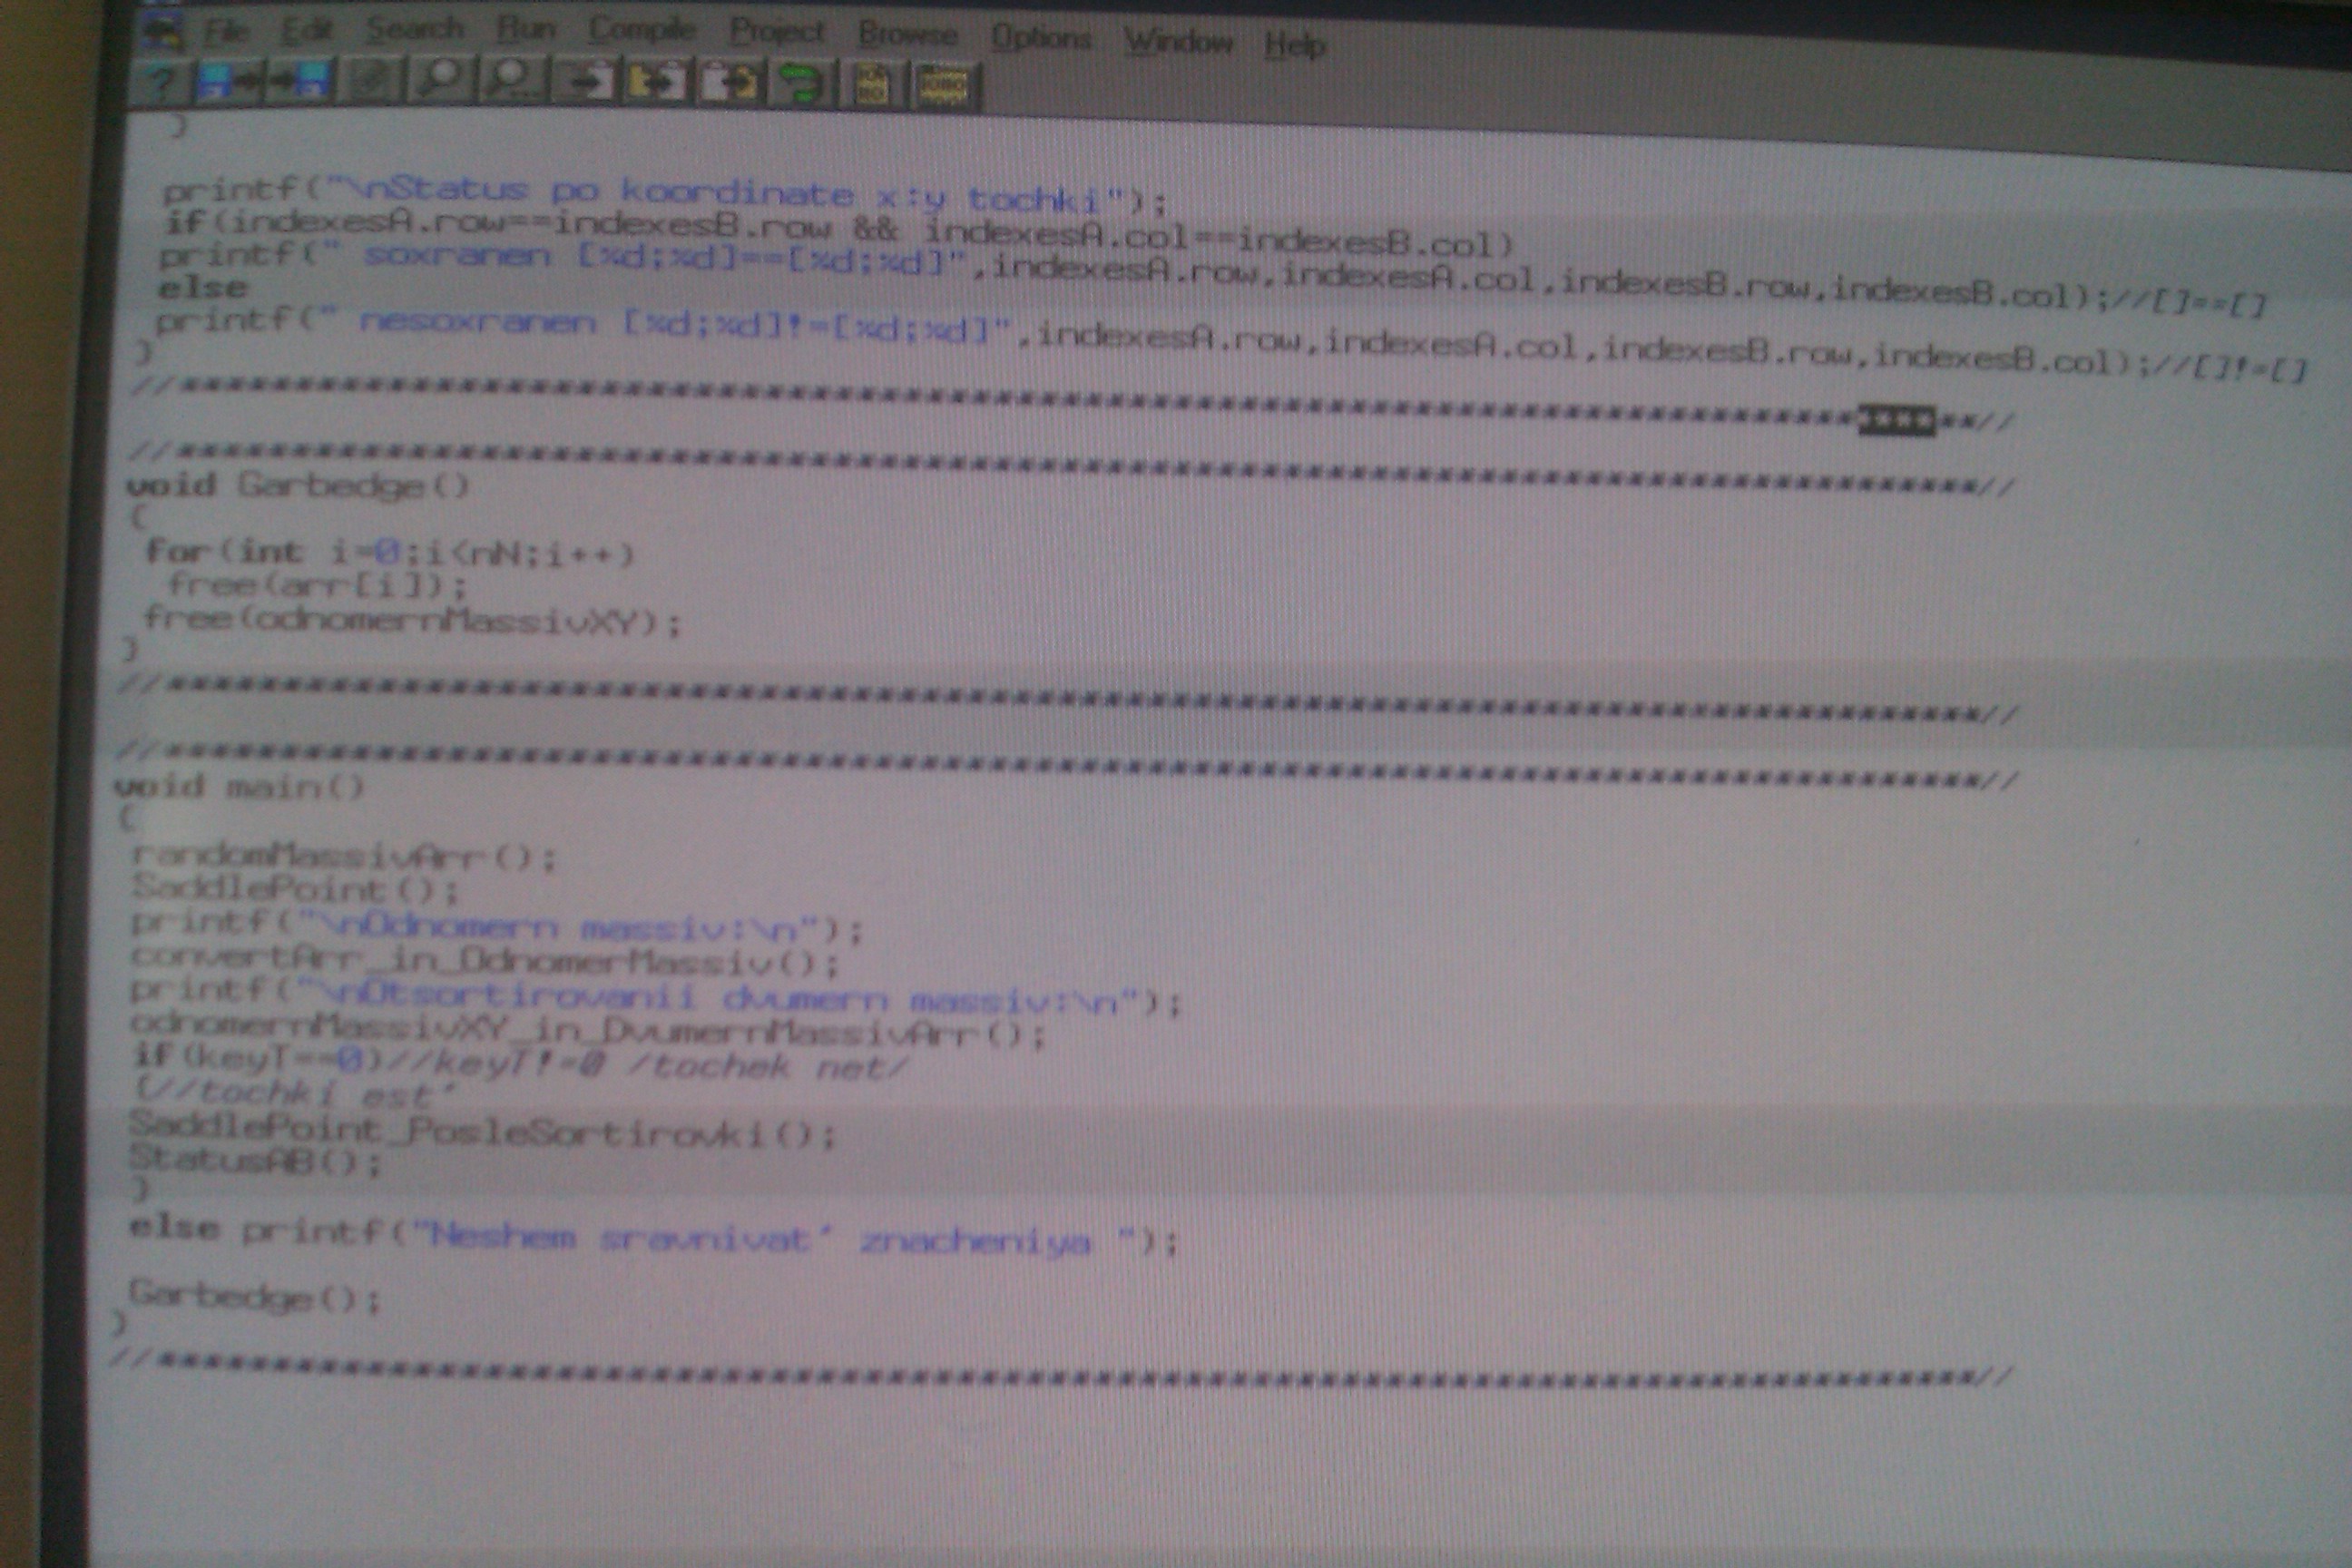 File Edit Search Run Compile Project Browse Options Window Help
}
printf("\nStatus po koordinate x:y tochki");
if(indexesA.row==indexesB.row && indexesA.col==indexesB.col)
printf(" soxranen [%d;%d]==[%d;%d]",indexesA.row,indexesA.col,indexesB.row,indexesB.col);//[]==[]
else
printf(" nesoxranen [%d;%d]!=[%d;%d]",indexesA.row,indexesA.col,indexesB.row,indexesB.col);//[]!=[]
}
void Garbedge()
{
for(int i=0;i<nN;i++)
free(arr[i]);
free(odnomernMassivXY);
}
void main()
{
randomMassivArr();
SaddlePoint();
printf("\nOdnomern massiv:\n");
convertArr_in_OdnomerMassiv();
printf("\nOtsortirovanii dvumern massiv:\n");
odnomernMassivXY_in_DvumernMassivArr();
if(keyT==0)//keyT!=0 /tochek net/
{//tochki est'
SaddlePoint_PosleSortirovki();
StatusAB();
}
else printf("Neshem sravnivat' znacheniya ");
Garbedge();
}